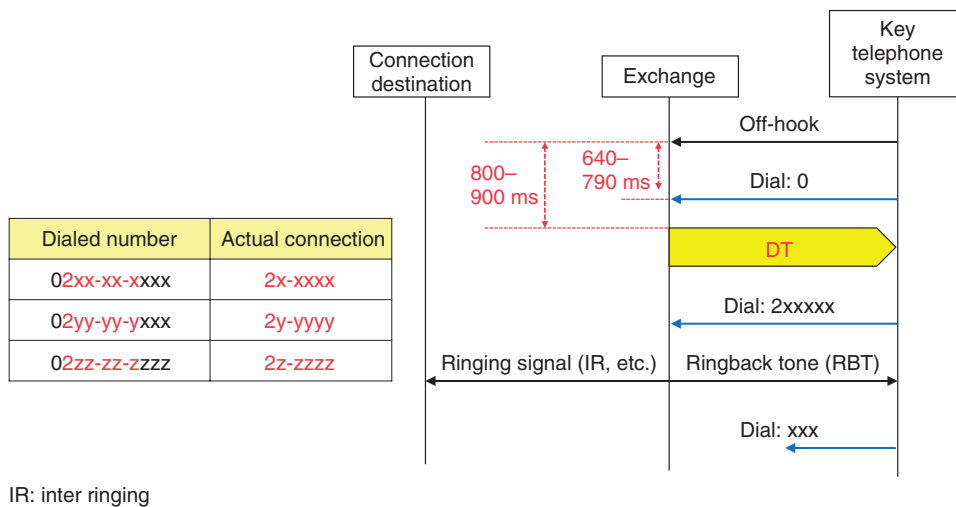 Connection
destination
Exchange
Key
telephone
system
Off-hook
800–
900 ms
640–
790 ms
Dial: 0
DT
Dialed number Actual connection
02xx-xx-xxxx 2x-xxxx
02yy-yy-yxxx 2y-yyyy
02zz-zz-zzzz 2z-zzzz
Dial: 2xxxxx
Ringing signal (IR, etc.) Ringback tone (RBT)
Dial: xxx
IR: inter ringing